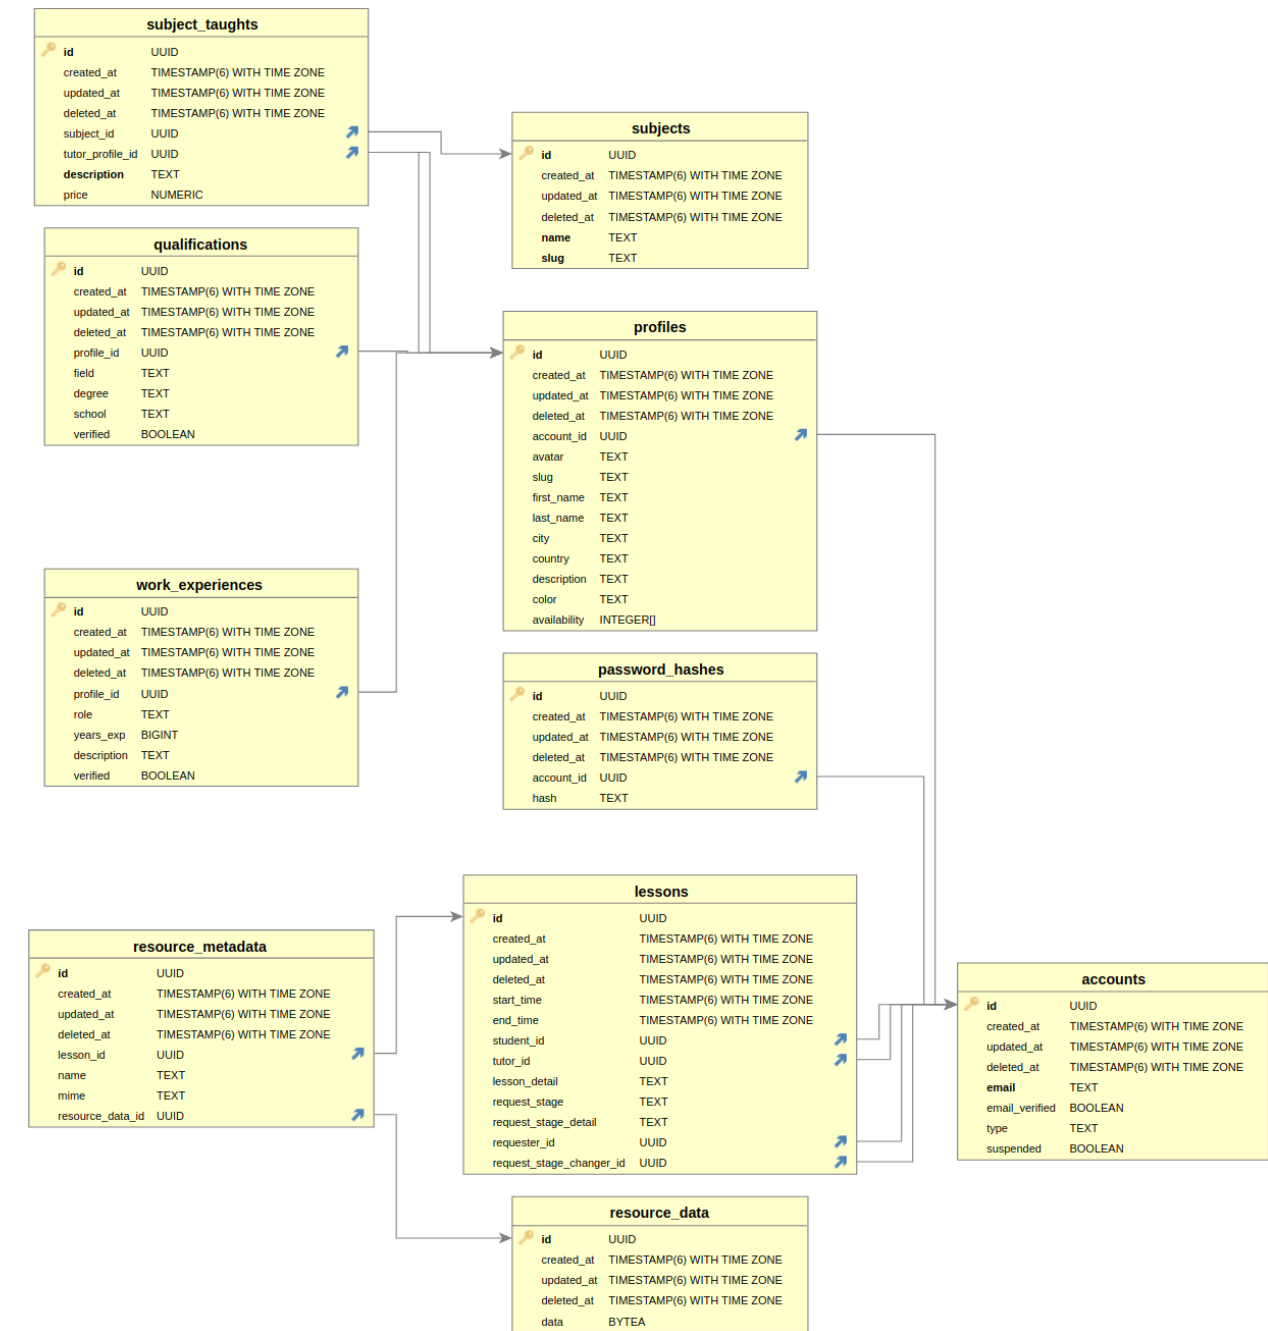 subject_taughts
id UUID
created_at TIMESTAMP(6) WITH TIME ZONE
updated_at TIMESTAMP(6) WITH TIME ZONE
deleted_at TIMESTAMP(6) WITH TIME ZONE
subject_id UUID
tutor_profile_id UUID
description TEXT
price NUMERIC
subjects
id UUID
created_at TIMESTAMP(6) WITH TIME ZONE
updated_at TIMESTAMP(6) WITH TIME ZONE
deleted_at TIMESTAMP(6) WITH TIME ZONE
name TEXT
slug TEXT
qualifications
id UUID
created_at TIMESTAMP(6) WITH TIME ZONE
updated_at TIMESTAMP(6) WITH TIME ZONE
deleted_at TIMESTAMP(6) WITH TIME ZONE
profile_id UUID
field TEXT
degree TEXT
school TEXT
verified BOOLEAN
profiles
id UUID
created_at TIMESTAMP(6) WITH TIME ZONE
updated_at TIMESTAMP(6) WITH TIME ZONE
deleted_at TIMESTAMP(6) WITH TIME ZONE
account_id UUID
avatar TEXT
slug TEXT
first_name TEXT
last_name TEXT
city TEXT
country TEXT
description TEXT
color TEXT
availability INTEGER[]
work_experiences
id UUID
created_at TIMESTAMP(6) WITH TIME ZONE
updated_at TIMESTAMP(6) WITH TIME ZONE
deleted_at TIMESTAMP(6) WITH TIME ZONE
profile_id UUID
role TEXT
years_exp BIGINT
description TEXT
verified BOOLEAN
password_hashes
id UUID
created_at TIMESTAMP(6) WITH TIME ZONE
updated_at TIMESTAMP(6) WITH TIME ZONE
deleted_at TIMESTAMP(6) WITH TIME ZONE
account_id UUID
hash TEXT
lessons
id UUID
created_at TIMESTAMP(6) WITH TIME ZONE
updated_at TIMESTAMP(6) WITH TIME ZONE
deleted_at TIMESTAMP(6) WITH TIME ZONE
start_time TIMESTAMP(6) WITH TIME ZONE
end_time TIMESTAMP(6) WITH TIME ZONE
student_id UUID
tutor_id UUID
lesson_detail TEXT
request_stage TEXT
request_stage_detail TEXT
requester_id UUID
request_stage_changer_id UUID
resource_metadata
id UUID
created_at TIMESTAMP(6) WITH TIME ZONE
updated_at TIMESTAMP(6) WITH TIME ZONE
deleted_at TIMESTAMP(6) WITH TIME ZONE
lesson_id UUID
name TEXT
mime TEXT
resource_data_id UUID
accounts
id UUID
created_at TIMESTAMP(6) WITH TIME ZONE
updated_at TIMESTAMP(6) WITH TIME ZONE
deleted_at TIMESTAMP(6) WITH TIME ZONE
email TEXT
email_verified BOOLEAN
type TEXT
suspended BOOLEAN
resource_data
id UUID
created_at TIMESTAMP(6) WITH TIME ZONE
updated_at TIMESTAMP(6) WITH TIME ZONE
deleted_at TIMESTAMP(6) WITH TIME ZONE
data BYTEA